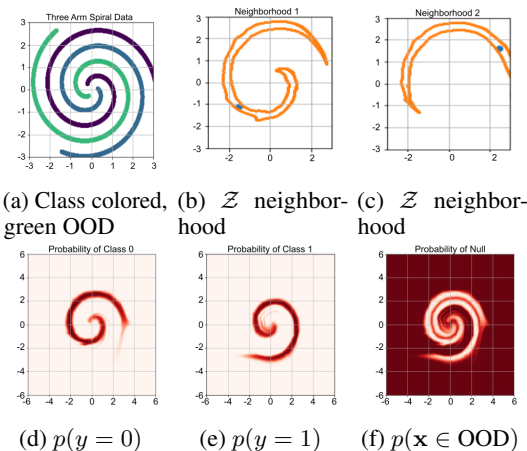 Three Arm Spiral Data
3
2
1
0
-1
-2
-3
-3 -2 -1 0 1 2 3
Neighborhood 1
3
2
1
0
-1
-2
-3
-2 0 2
Neighborhood 2
3
2
1
0
-1
-2
-3
-2 0 2
(a) Class colored,
green OOD
(b) Z neighbor-
hood
(c) Z neighbor-
hood
Probability of Class 0
6
4
2
0
-2
-4
-6
-6 -4 -2 0 2 4 6
Probability of Class 1
6
4
2
0
-2
-4
-6
-6 -4 -2 0 2 4 6
Probability of Null
6
4
2
0
-2
-4
-6
-6 -4 -2 0 2 4 6
(d) p(y = 0)
(e) p(y = 1)
(f) p(x ∈ OOD)